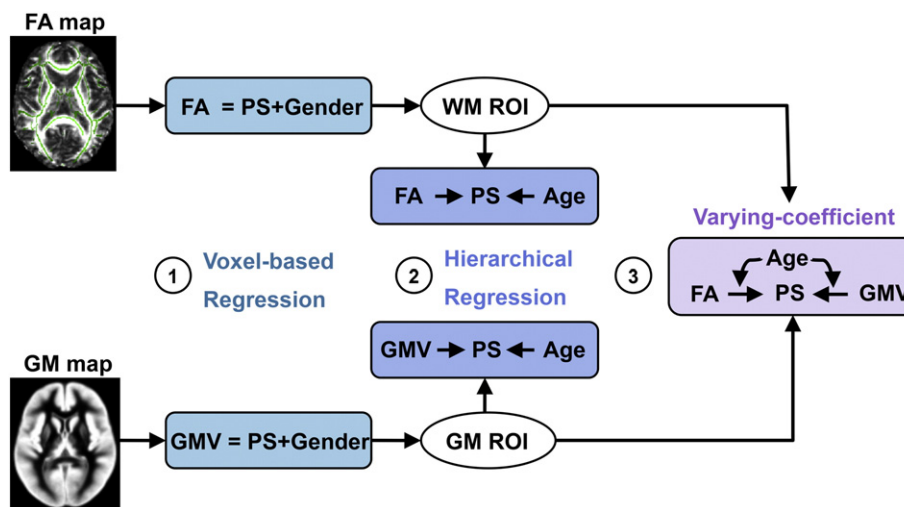 FA map
FA = PS+Gender
WM ROI
FA PS Age
Varying-coefficient
1 Voxel-based
Regression
2 Hierarchical
Regression
3
Age
FA PS GMV
GMV PS Age
GM map
GMV = PS+Gender
GM ROI